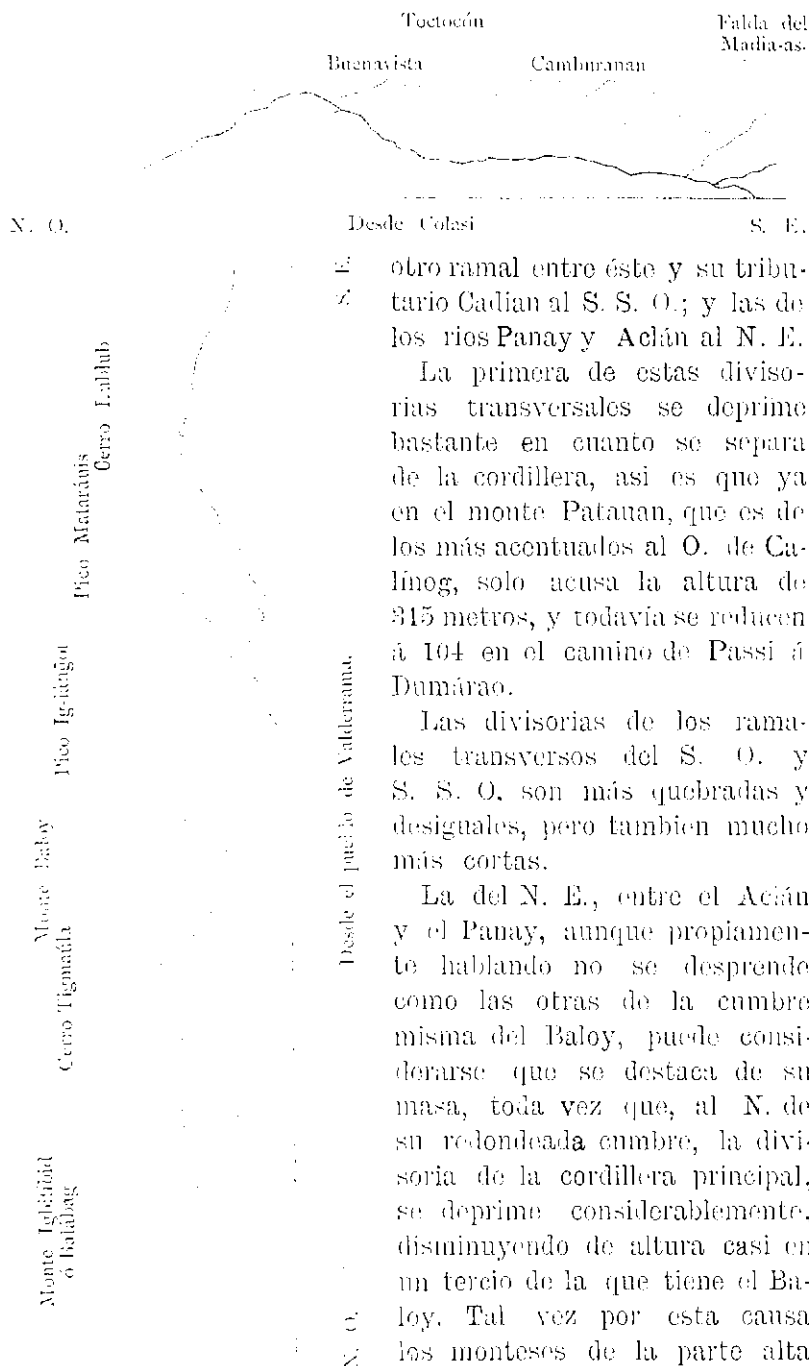 Toctocón
Falda del
Madia-as.
Buenavista
Camburanan
N. O.
Desde Colasi
S. E.
N. E.
Cerro Lablub
Pico Mataránis
Pico
Desde el pueblo de Valderrama.
Monte Baloy
Cerro Tigmatúla
Monte
ó Balábag
N. O.
otro ramal entre éste y su tribu-
tario Cadian al S. S. O.; y las de
los rios Panay y Aclán al N. E.
La primera de estas diviso-
rias transversales se deprime
bastante en cuanto se separa
de la cordillera, asi es que ya
en el monte Patauan, que es de
los más acentuados al O. de Ca-
línog, solo acusa la altura de
315 metros, y todavía se reducen
á 104 en el camino de Passi á
Dumárao.
Las divisorias de los rama-
les transversos del S. O. y
S. S. O. son más quebradas y
desiguales, pero tambien mucho
más cortas.
La del N. E., entre el Aclán
y el Panay, aunque propiamen-
te hablando no se desprende
como las otras de la cumbre
misma del Baloy, puede consi-
derarse que se destaca de su
masa, toda vez que, al N. de
su redondeada cumbre, la divi-
soria de la cordillera principal,
se deprime considerablemente,
disminuyendo de altura casi en
un tercio de la que tiene el Ba-
loy. Tal vez por esta causa
los monteses de la parte alta